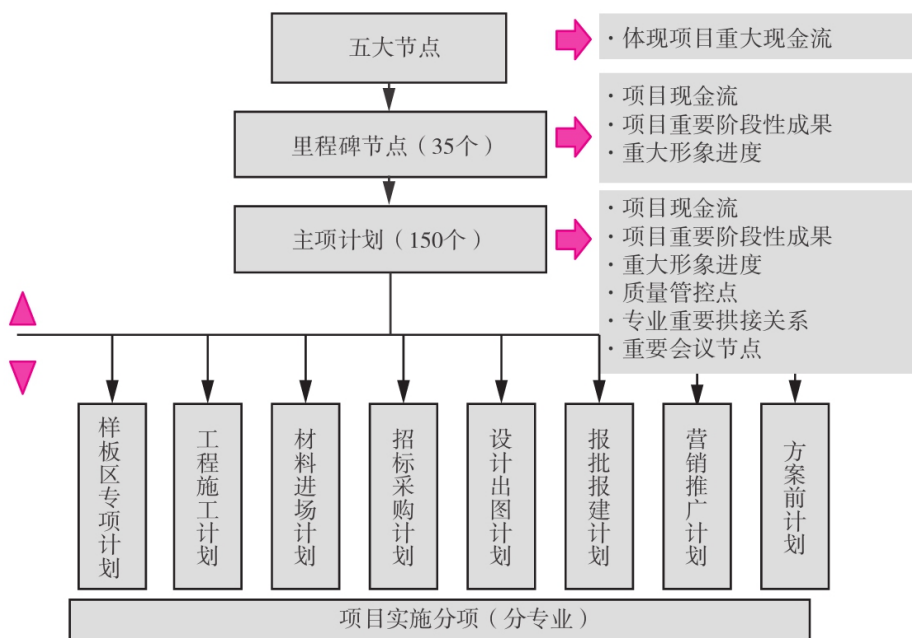 五大节点
·体现项目重大现金流
里程碑节点（35个）
·项目现金流
·项目重要阶段性成果
·重大形象进度
主项计划（150个）
·项目现金流
·项目重要阶段性成果
·重大形象进度
·质量管控点
·专业重要拱接关系
·重要会议节点
样板区专项计划
工程施工计划
材料进场计划
招标采购计划
设计出图计划
报批报建计划
营销推广计划
方案前计划
项目实施分项（分专业）